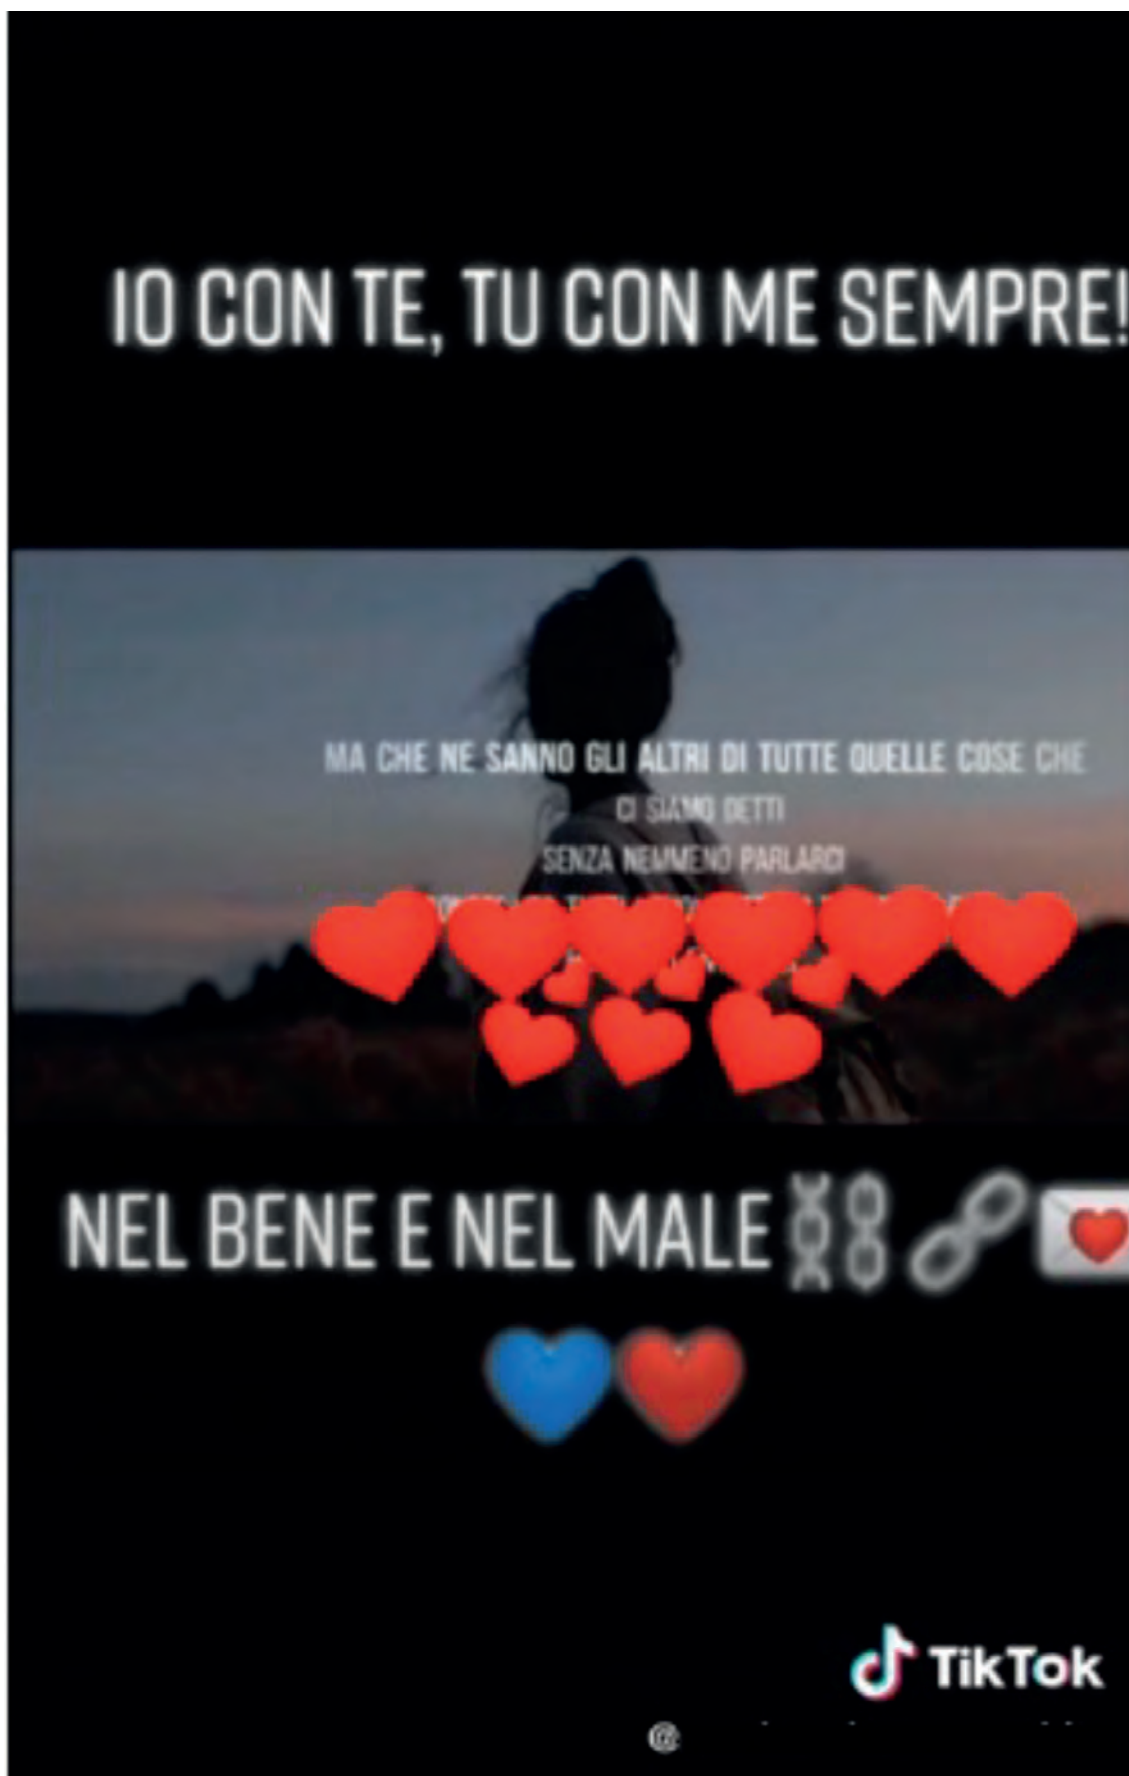 IO CON TE, TU CON ME SEMPRE!
MA CHE NE SANNO GLI ALTRI DI TUTTE QUELLE COSE CHE
CI SIAMO DETTI
SENZA NEMMENO PARLARCI
NEL BENE E NEL MALE
TikTok
@